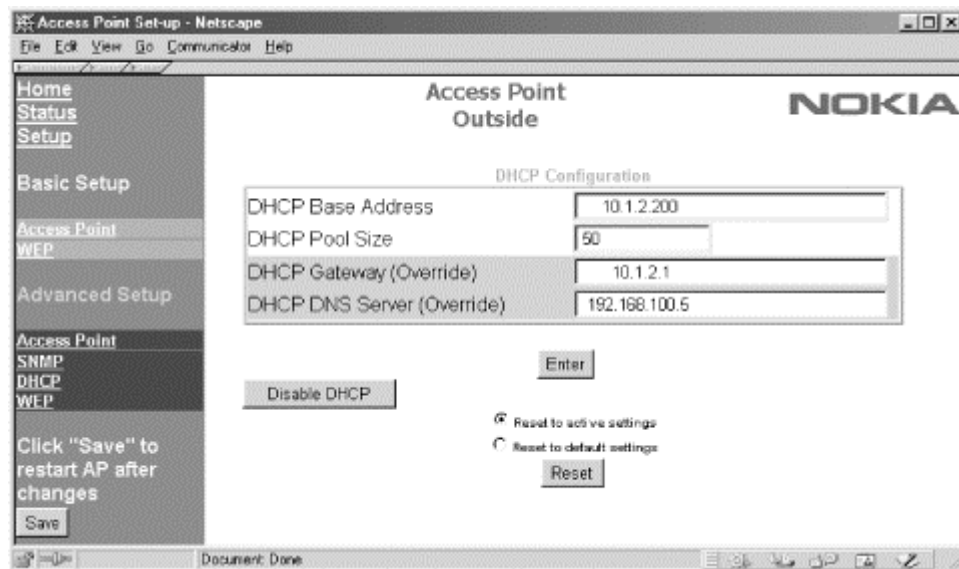 Access Point Set-up - Netscape
File Edit View Go Communicator Help
Home
Status
Setup
Basic Setup
Access Point
WEP
Advanced Setup
Access Point
SNMP
DHCP
WEP
Click "Save" to
restart AP after
changes
Save
Access Point
Outside
NOKIA
DHCP Configuration
DHCP Base Address 10.1.2.200
DHCP Pool Size 50
DHCP Gateway (Override) 10.1.2.1
DHCP DNS Server (Override) 192.168.100.5
Enter
Disable DHCP
Reset to active settings
Reset to default settings
Reset
Document: Done